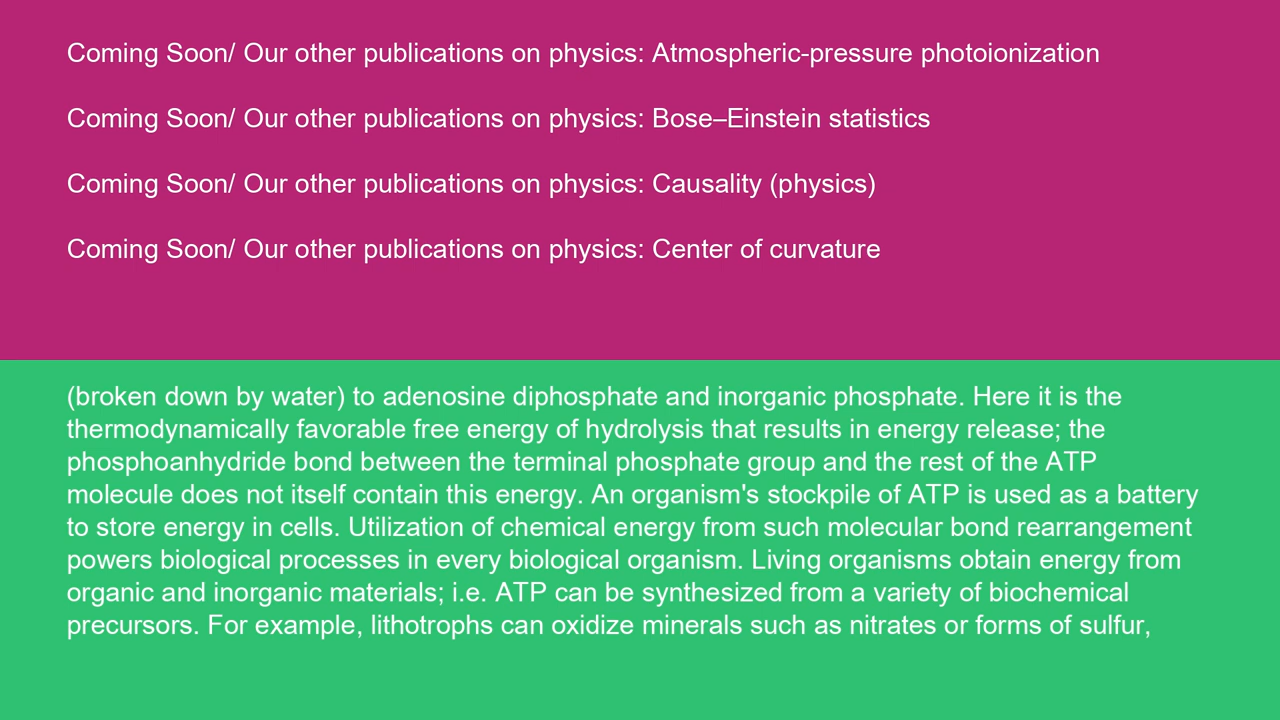 Coming Soon/ Our other publications on physics: Atmospheric-pressure photoionization
Coming Soon/ Our other publications on physics: Bose–Einstein statistics
Coming Soon/ Our other publications on physics: Causality (physics)
Coming Soon/ Our other publications on physics: Center of curvature
(broken down by water) to adenosine diphosphate and inorganic phosphate. Here it is the
thermodynamically favorable free energy of hydrolysis that results in energy release; the
phosphoanhydride bond between the terminal phosphate group and the rest of the ATP
molecule does not itself contain this energy. An organism's stockpile of ATP is used as a battery
to store energy in cells. Utilization of chemical energy from such molecular bond rearrangement
powers biological processes in every biological organism. Living organisms obtain energy from
organic and inorganic materials; i.e. ATP can be synthesized from a variety of biochemical
precursors. For example, lithotrophs can oxidize minerals such as nitrates or forms of sulfur,